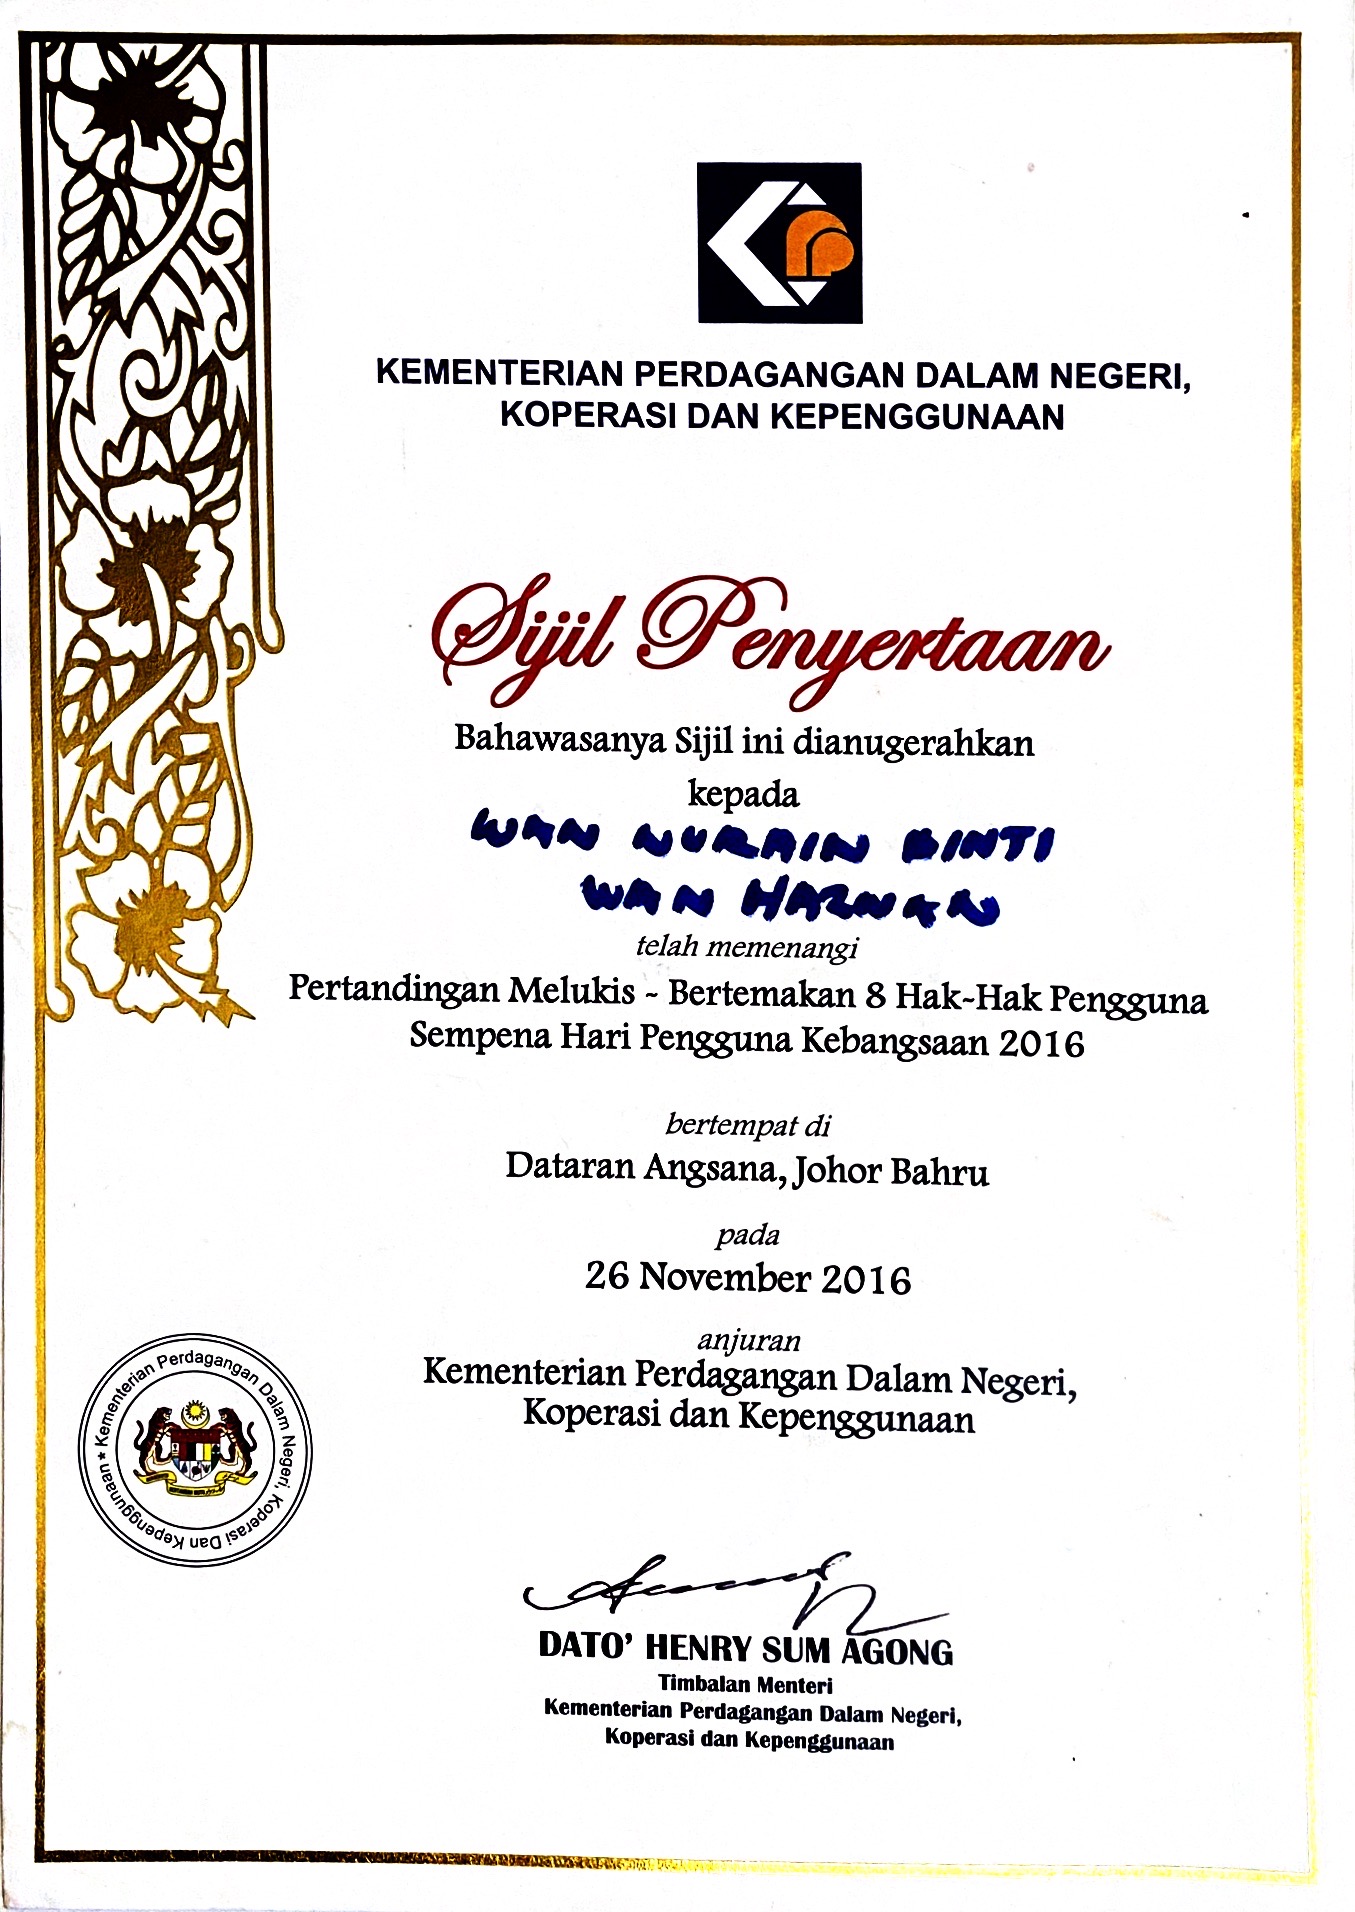 KEMENTERIAN PERDAGANGAN DALAM NEGERI,
KOPERASI DAN KEPENGGUNAAN
Sijil Penyertaan
Bahawasanya Sijil ini dianugerahkan
kepada
WAN NURAIN BINTI
WAN HAZNAN
telah memenangi
Pertandingan Melukis ~ Bertemakan 8 Hak-Hak Pengguna
Sempena Hari Pengguna Kebangsaan 2016
bertempat di
Dataran Angsana, Johor Bahru
pada
26 November 2016
anjuran
Kementerian Perdagangan Dalam Negeri,
Koperasi dan Kepenggunaan
Kementerian Perdagangan Dalam Negeri, Koperasi Dan Kepenggunaan ★
DATO' HENRY SUM AGONG
Timbalan Menteri
Kementerian Perdagangan Dalam Negeri,
Koperasi dan Kepenggunaan